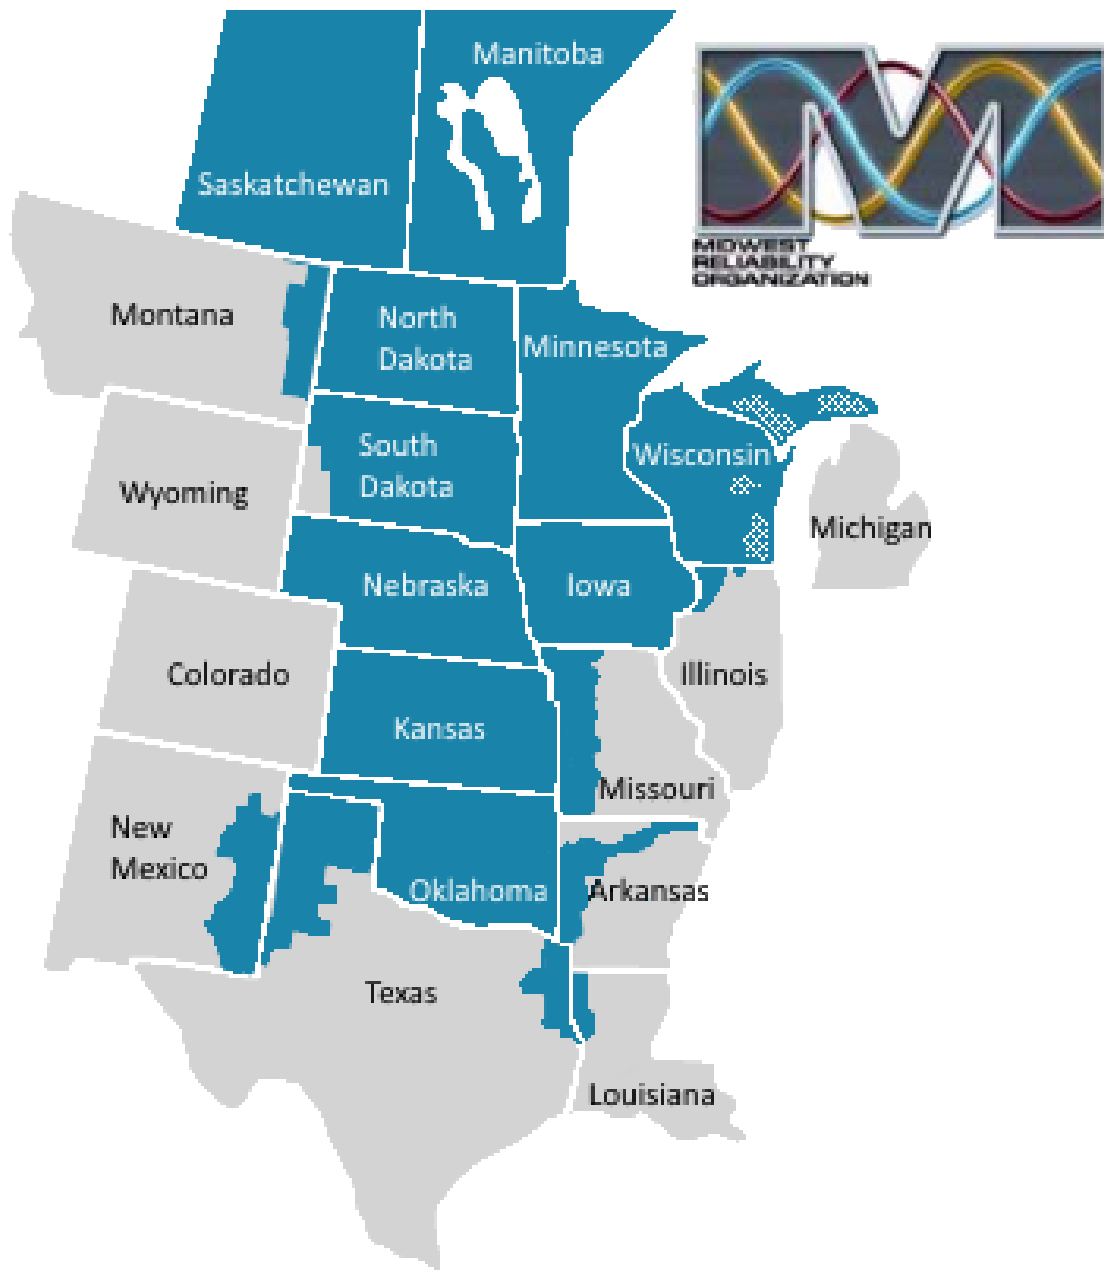 Manitoba
Saskatchewan
MIDWEST
RELIABILITY
ORGANIZATION
Montana
North
Dakota
Minnesota
South
Dakota
Wisconsin
Wyoming
Michigan
Nebraska
Iowa
Colorado
Illinois
Kansas
Missouri
New
Mexico
Oklahoma
Arkansas
Texas
Louisiana